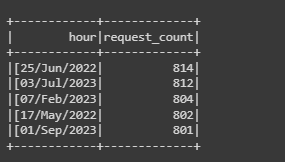 +------------+-------------+
|        hour|request_count|
+------------+-------------+
|[25/Jun/2022|          814|
|[03/Jul/2023|          812|
|[07/Feb/2023|          804|
|[17/May/2022|          802|
|[01/Sep/2023|          801|
+------------+-------------+